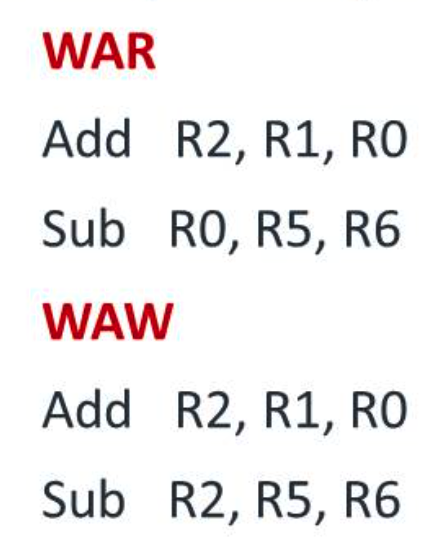 WAR
Add R2, R1, R0
Sub R0, R5, R6
WAW
Add R2, R1, R0
Sub R2, R5, R6